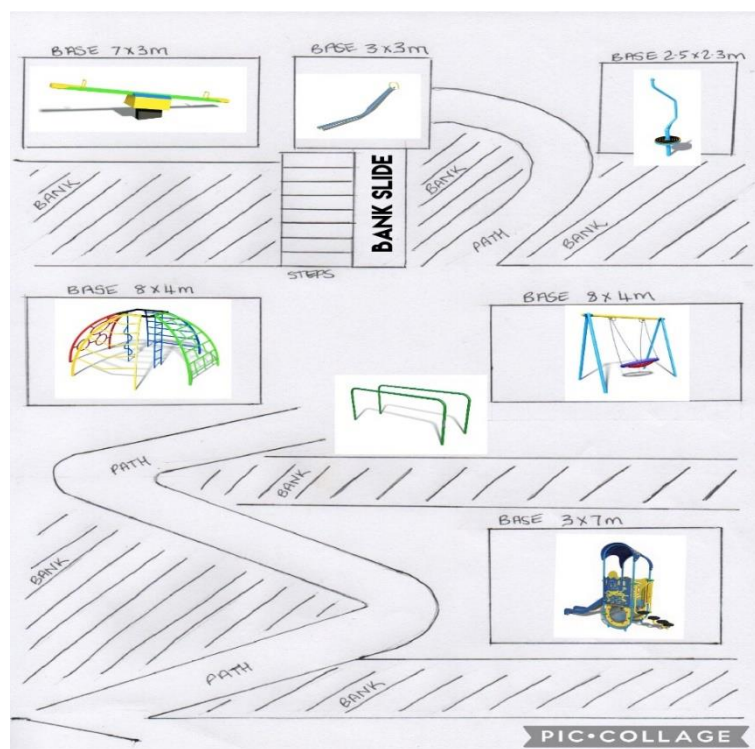 BASE 7x3m
BASE 3x3m
BASE 2.5x2.3m
BANK
BANK SLIDE
BANK
PATH
BANK
STEPS
BASE 8x4m
BASE 8x4m
PATH
BANK
BASE 3x7m
BANK
PATH
BANK
PIC•COLLAGE